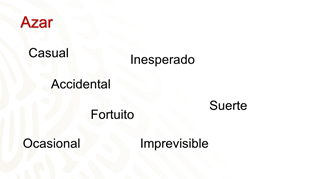 Azar
Casual
Inesperado
Accidental
Suerte
Fortuito
Ocasional
Imprevisible